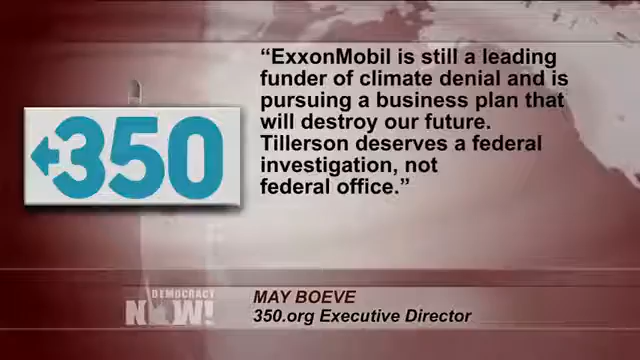 “ExxonMobil is still a leading
funder of climate denial and is
pursuing a business plan that
will destroy our future.
Tillerson deserves a federal
investigation, not
federal office.”
350
DEMOCRACY
NOW!
MAY BOEVE
350.org Executive Director